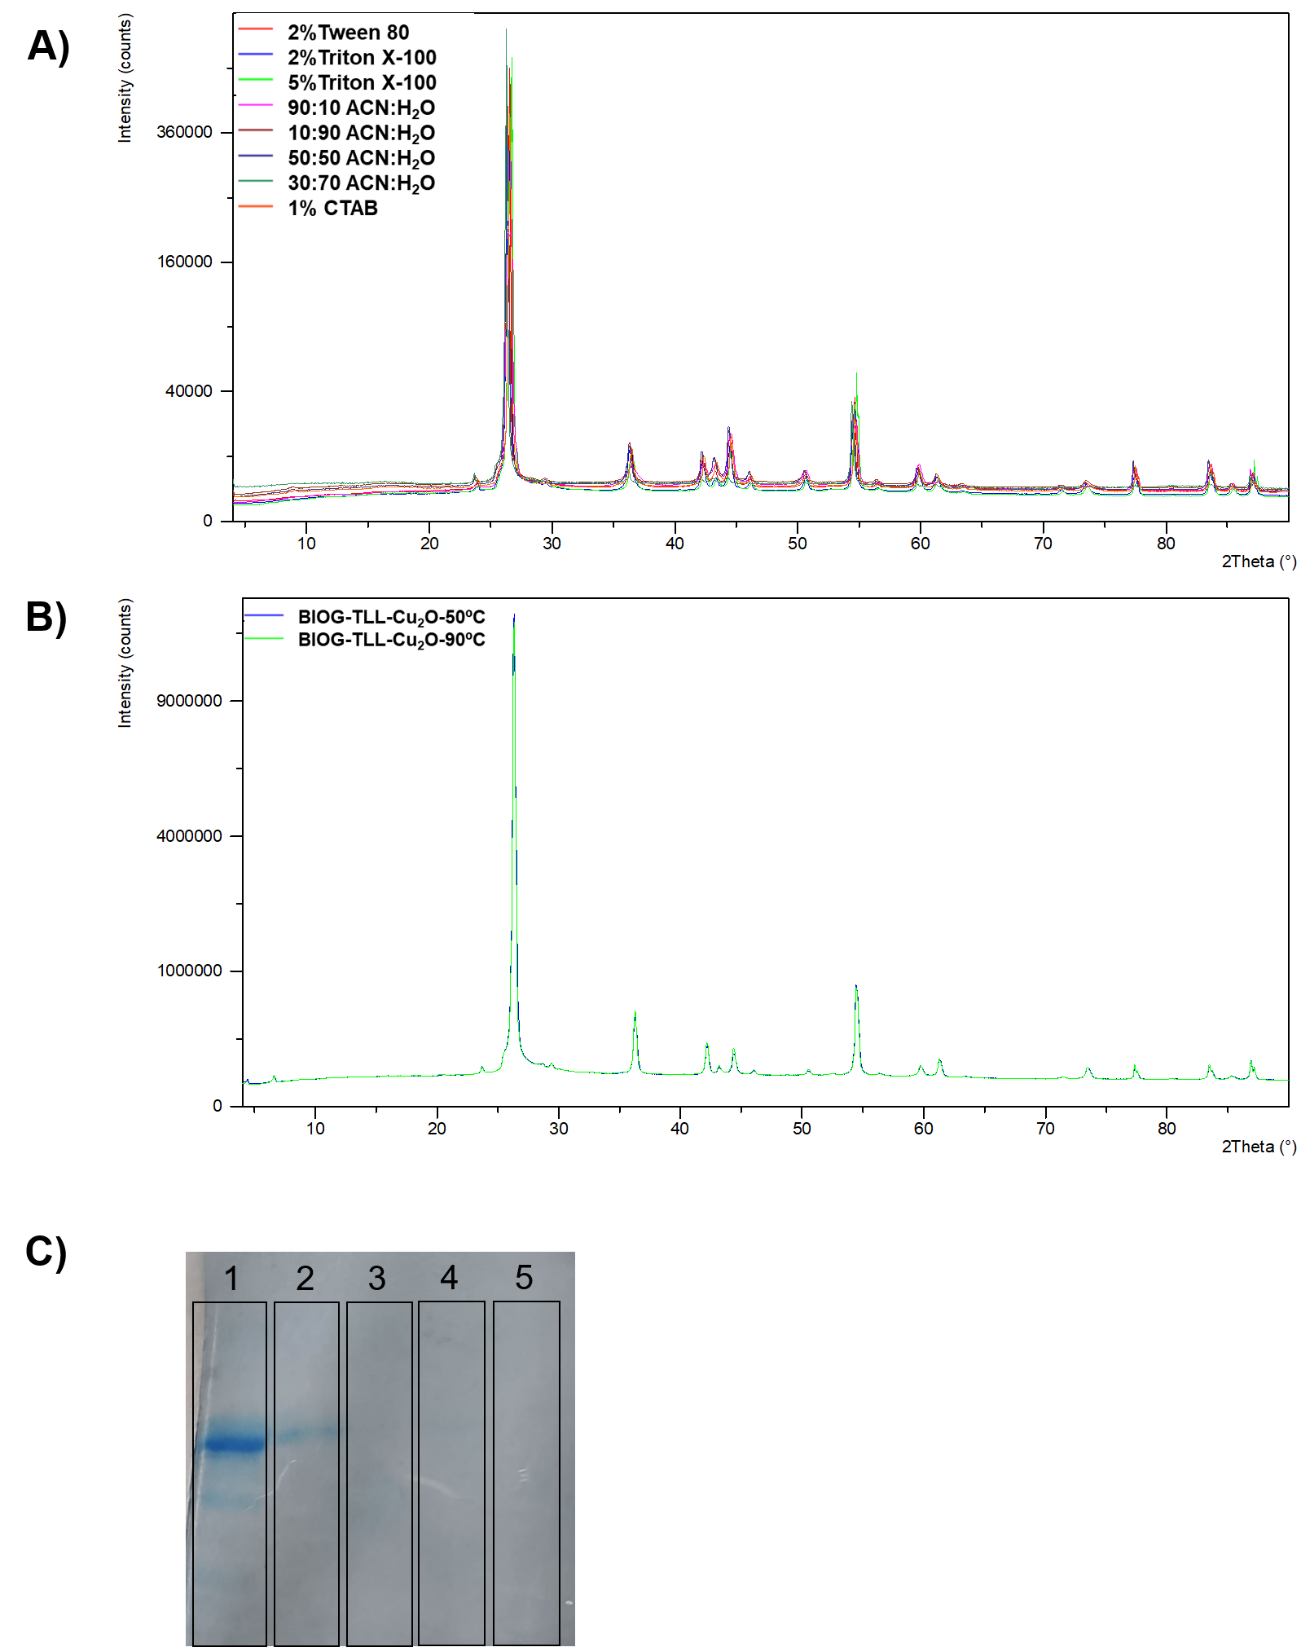 A)
Intensity (counts)
2%Tween 80
2%Triton X-100
5%Triton X-100
90:10 ACN:H₂O
10:90 ACN:H₂O
50:50 ACN:H₂O
30:70 ACN:H₂O
1% CTAB
360000
160000
40000
0
10 20 30 40 50 60 70 80
2Theta (°)
B)
Intensity (counts)
BIOG-TLL-Cu₂O-50ºC
BIOG-TLL-Cu₂O-90ºC
9000000
4000000
1000000
0
10 20 30 40 50 60 70 80
2Theta (°)
C)
1 2 3 4 5